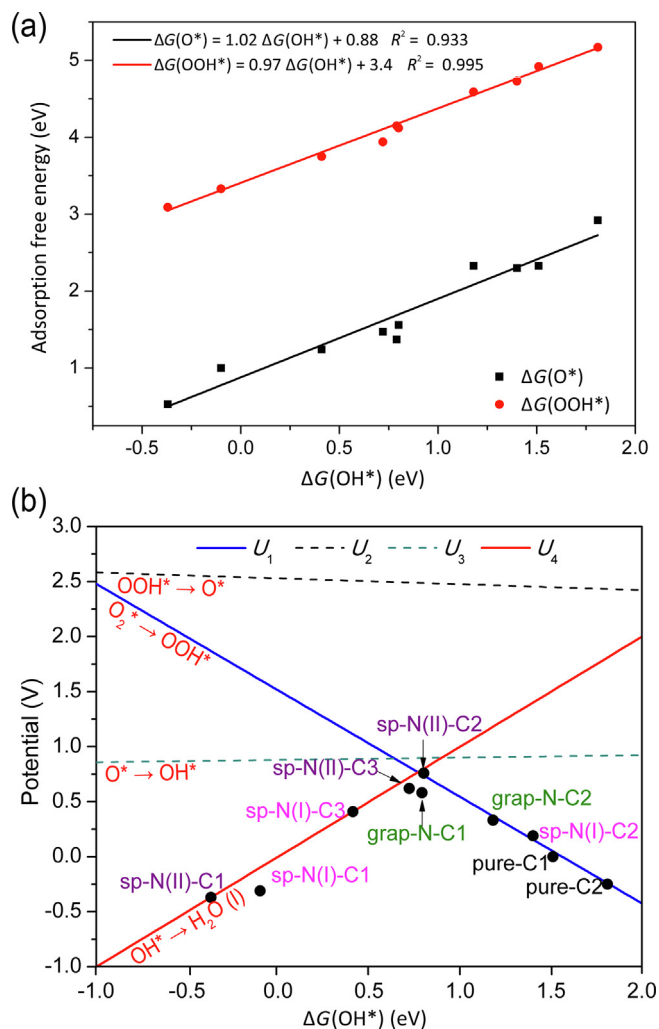 (a)
ΔG(O*) = 1.02 ΔG(OH*) + 0.88 R² = 0.933
ΔG(OOH*) = 0.97 ΔG(OH*) + 3.4 R² = 0.995
Adsorption free energy (eV)
5
4
3
2
1
ΔG(O*)
ΔG(OOH*)
-0.5 0.0 0.5 1.0 1.5 2.0
ΔG(OH*) (eV)
(b)
Potential (V)
3.0
2.5
2.0
1.5
1.0
0.5
0.0
-0.5
-1.0
U₁ U₂ U₃ U₄
OOH* → O*
O₂* → OOH*
sp-N(II)-C2
O* → OH*
sp-N(II)-C3
sp-N(I)-C3
grap-N-C2
grap-N-C1
sp-N(I)-C2
sp-N(II)-C1
sp-N(I)-C1
pure-C1
pure-C2
OH* → H₂O (l)
-1.0 -0.5 0.0 0.5 1.0 1.5 2.0
ΔG(OH*) (eV)